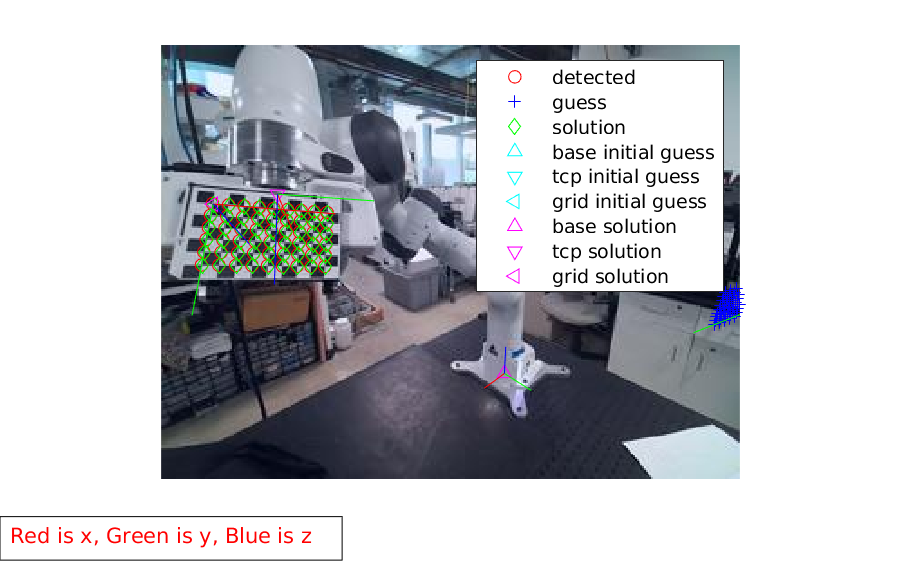 detected
guess
solution
base initial guess
tcp initial guess
grid initial guess
base solution
tcp solution
grid solution
Red is x, Green is y, Blue is z